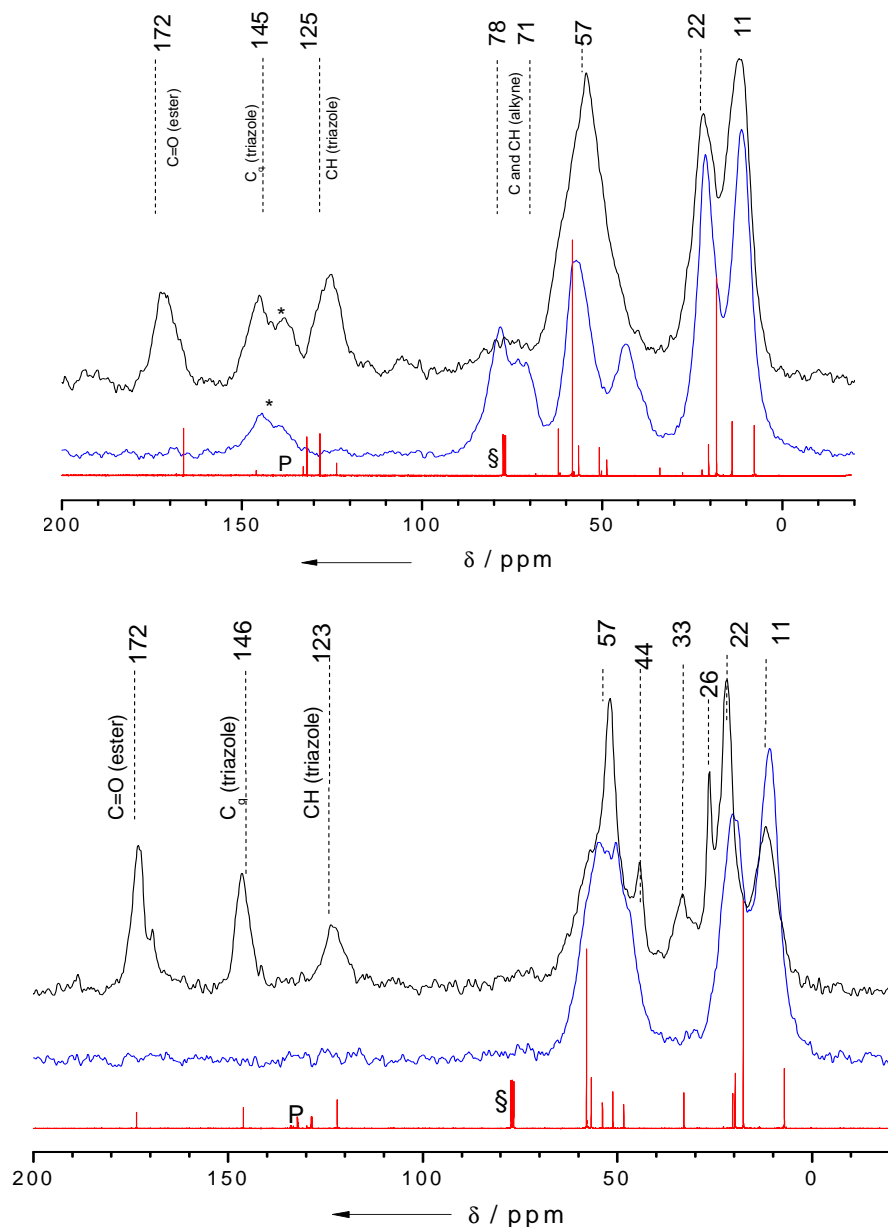 172 145 125 78 71 57 22 11
C=O (ester)
Cq (triazole)
CH (triazole)
C and CH (alkyne)
* 
*
P §
200 150 100 50 0
δ / ppm
172 146 123 57 44 33 26 22 11
C=O (ester)
Cq (triazole)
CH (triazole)
P §
200 150 100 50 0
δ / ppm